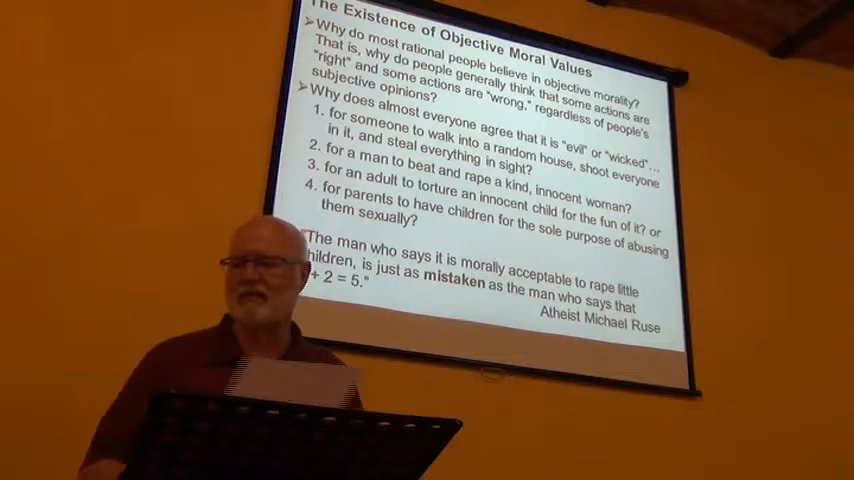 The Existence of Objective Moral Values
➢Why do most rational people believe in objective morality?
That is, why do people generally think that some actions are
"right" and some actions are "wrong," regardless of people's
subjective opinions?
➢Why does almost everyone agree that it is "evil" or "wicked"...
1. for someone to walk into a random house, shoot everyone
in it, and steal everything in sight?
2. for a man to beat and rape a kind, innocent woman?
3. for an adult to torture an innocent child for the fun of it? or
4. for parents to have children for the sole purpose of abusing
them sexually?
"The man who says it is morally acceptable to rape little
hildren, is just as mistaken as the man who says that
+ 2 = 5."
Atheist Michael Ruse